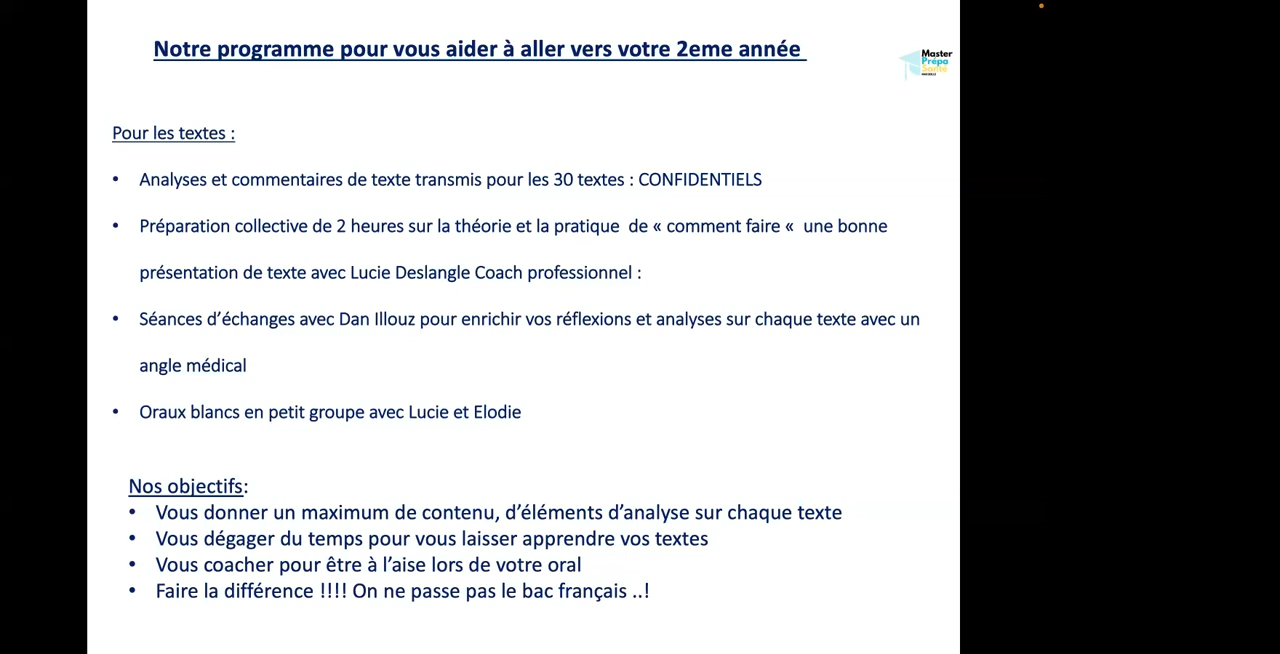 Notre programme pour vous aider à aller vers votre 2eme année
Master
Prépa
Santé
MARSEILLE
Pour les textes :
• Analyses et commentaires de texte transmis pour les 30 textes : CONFIDENTIELS
• Préparation collective de 2 heures sur la théorie et la pratique  de « comment faire «  une bonne
présentation de texte avec Lucie Deslangle Coach professionnel :
• Séances d’échanges avec Dan Illouz pour enrichir vos réflexions et analyses sur chaque texte avec un
angle médical
• Oraux blancs en petit groupe avec Lucie et Elodie
Nos objectifs:
• Vous donner un maximum de contenu, d’éléments d’analyse sur chaque texte
• Vous dégager du temps pour vous laisser apprendre vos textes
• Vous coacher pour être à l’aise lors de votre oral
• Faire la différence !!!! On ne passe pas le bac français ..!